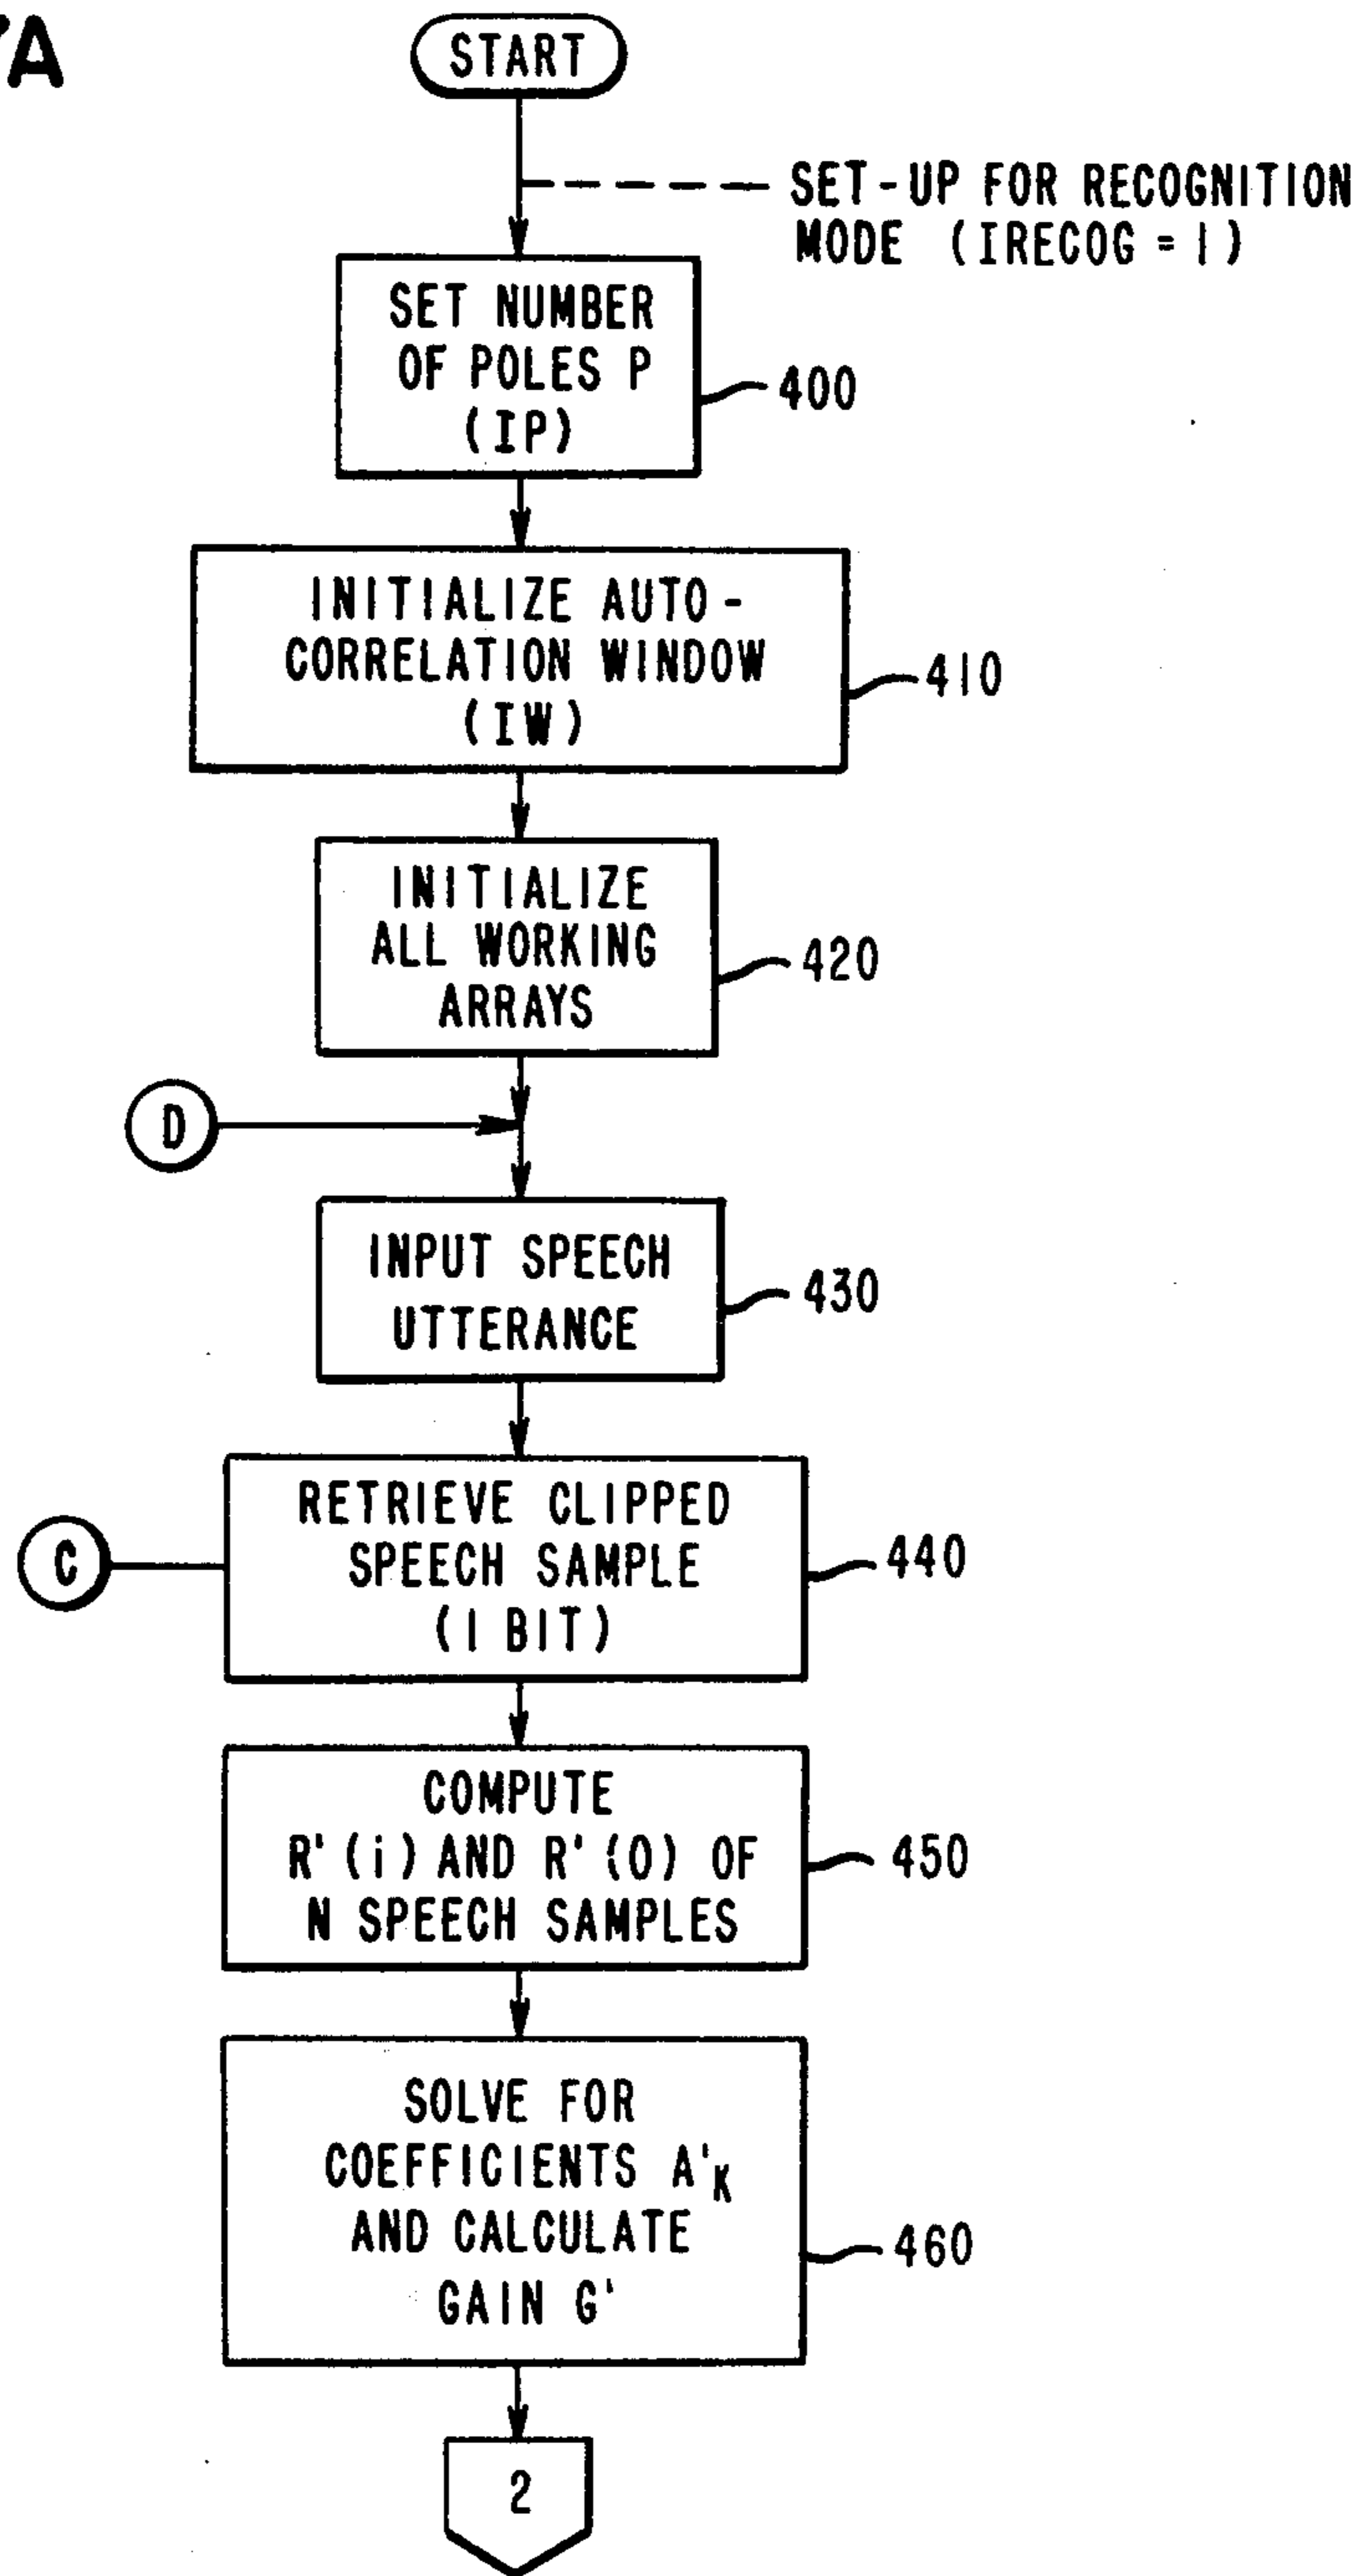 7A
START
SET-UP FOR RECOGNITION
MODE (IRECOG = 1)
SET NUMBER
OF POLES P
(IP)
400
INITIALIZE AUTO-
CORRELATION WINDOW
(IW)
410
INITIALIZE
ALL WORKING
ARRAYS
420
D
INPUT SPEECH
UTTERANCE
430
RETRIEVE CLIPPED
SPEECH SAMPLE
(1 BIT)
440
C
COMPUTE
R'(i) AND R'(0) OF
N SPEECH SAMPLES
450
SOLVE FOR
COEFFICIENTS A'K
AND CALCULATE
GAIN G'
460
2